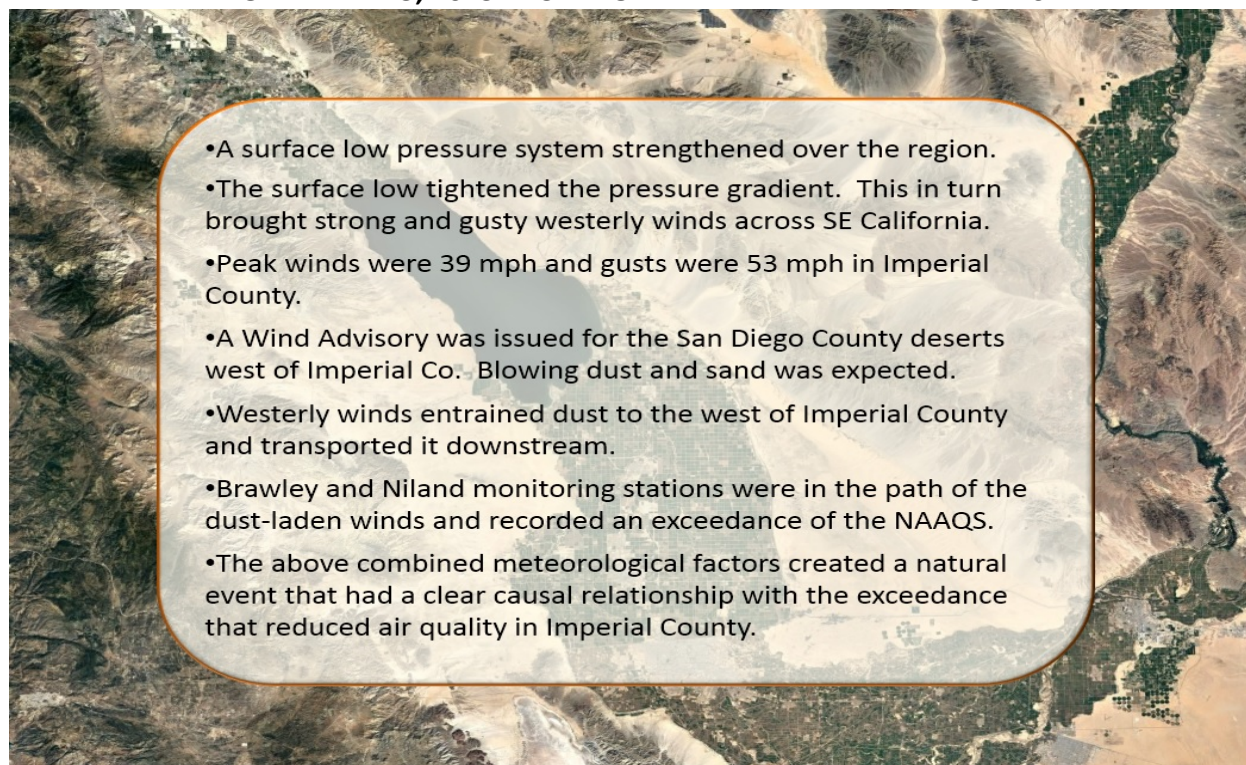 •A surface low pressure system strengthened over the region.
•The surface low tightened the pressure gradient.  This in turn
brought strong and gusty westerly winds across SE California.
•Peak winds were 39 mph and gusts were 53 mph in Imperial
County.
•A Wind Advisory was issued for the San Diego County deserts
west of Imperial Co.  Blowing dust and sand was expected.
•Westerly winds entrained dust to the west of Imperial County
and transported it downstream.
•Brawley and Niland monitoring stations were in the path of the
dust-laden winds and recorded an exceedance of the NAAQS.
•The above combined meteorological factors created a natural
event that had a clear causal relationship with the exceedance
that reduced air quality in Imperial County.